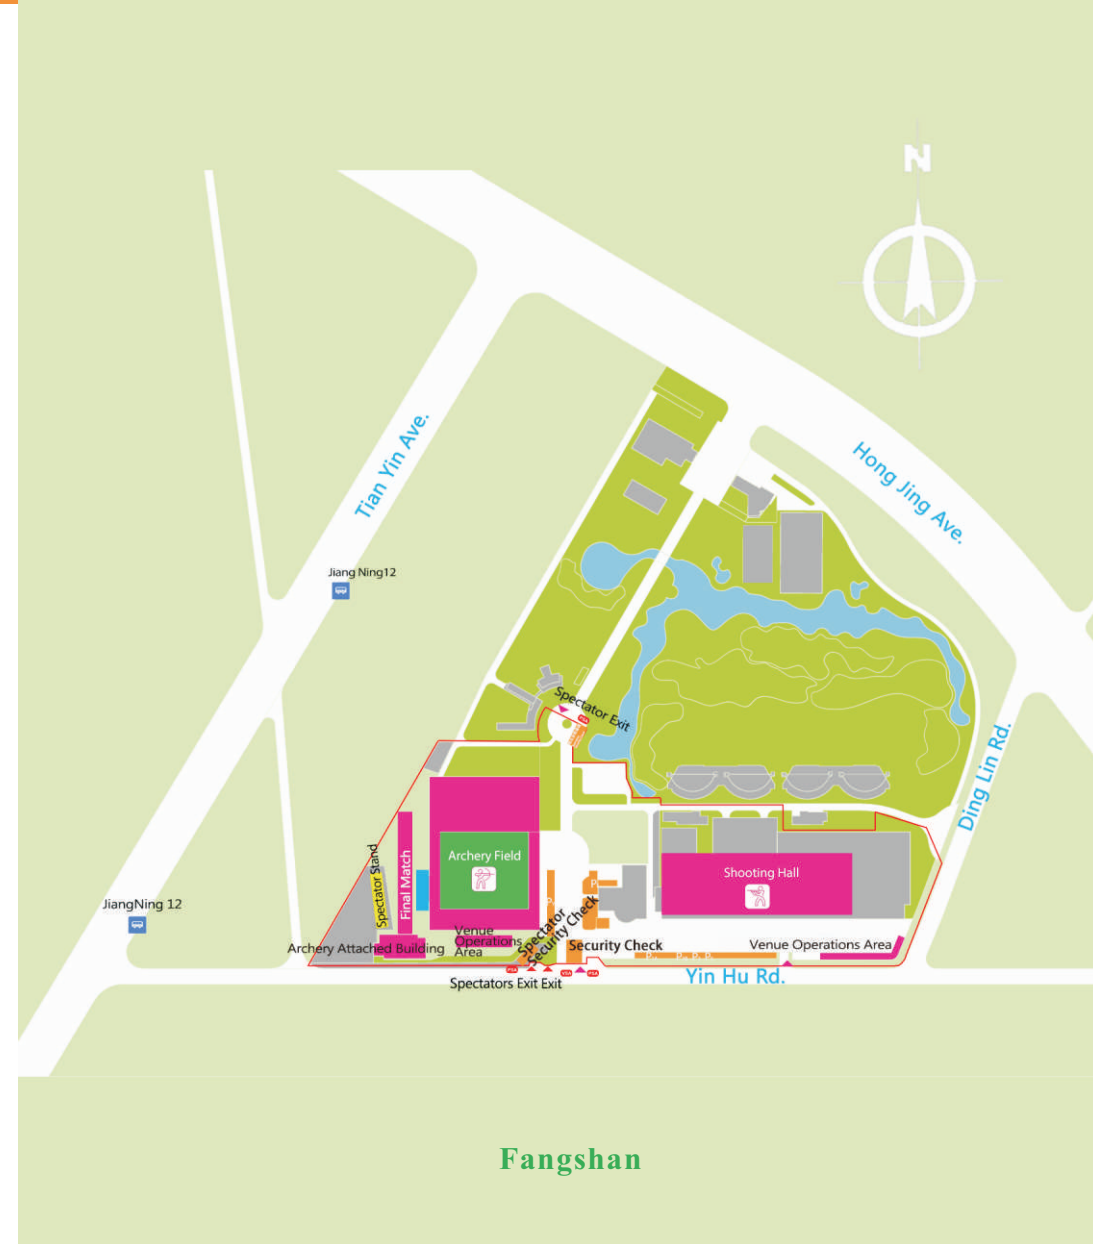 N
Hong Jing Ave.
Tian Yin Ave.
Jiang Ning12
Spectator Exit
Ding Lin Rd.
Archery Field
Shooting Hall
Spectator Stand
Final Match
JiangNing 12
Archery Attached Building
Venue
Operations
Area
Spectator
Security Check
Security Check
Venue Operations Area
P
P
P
P
P
P
Spectators Exit Exit
Yin Hu Rd.
Fangshan